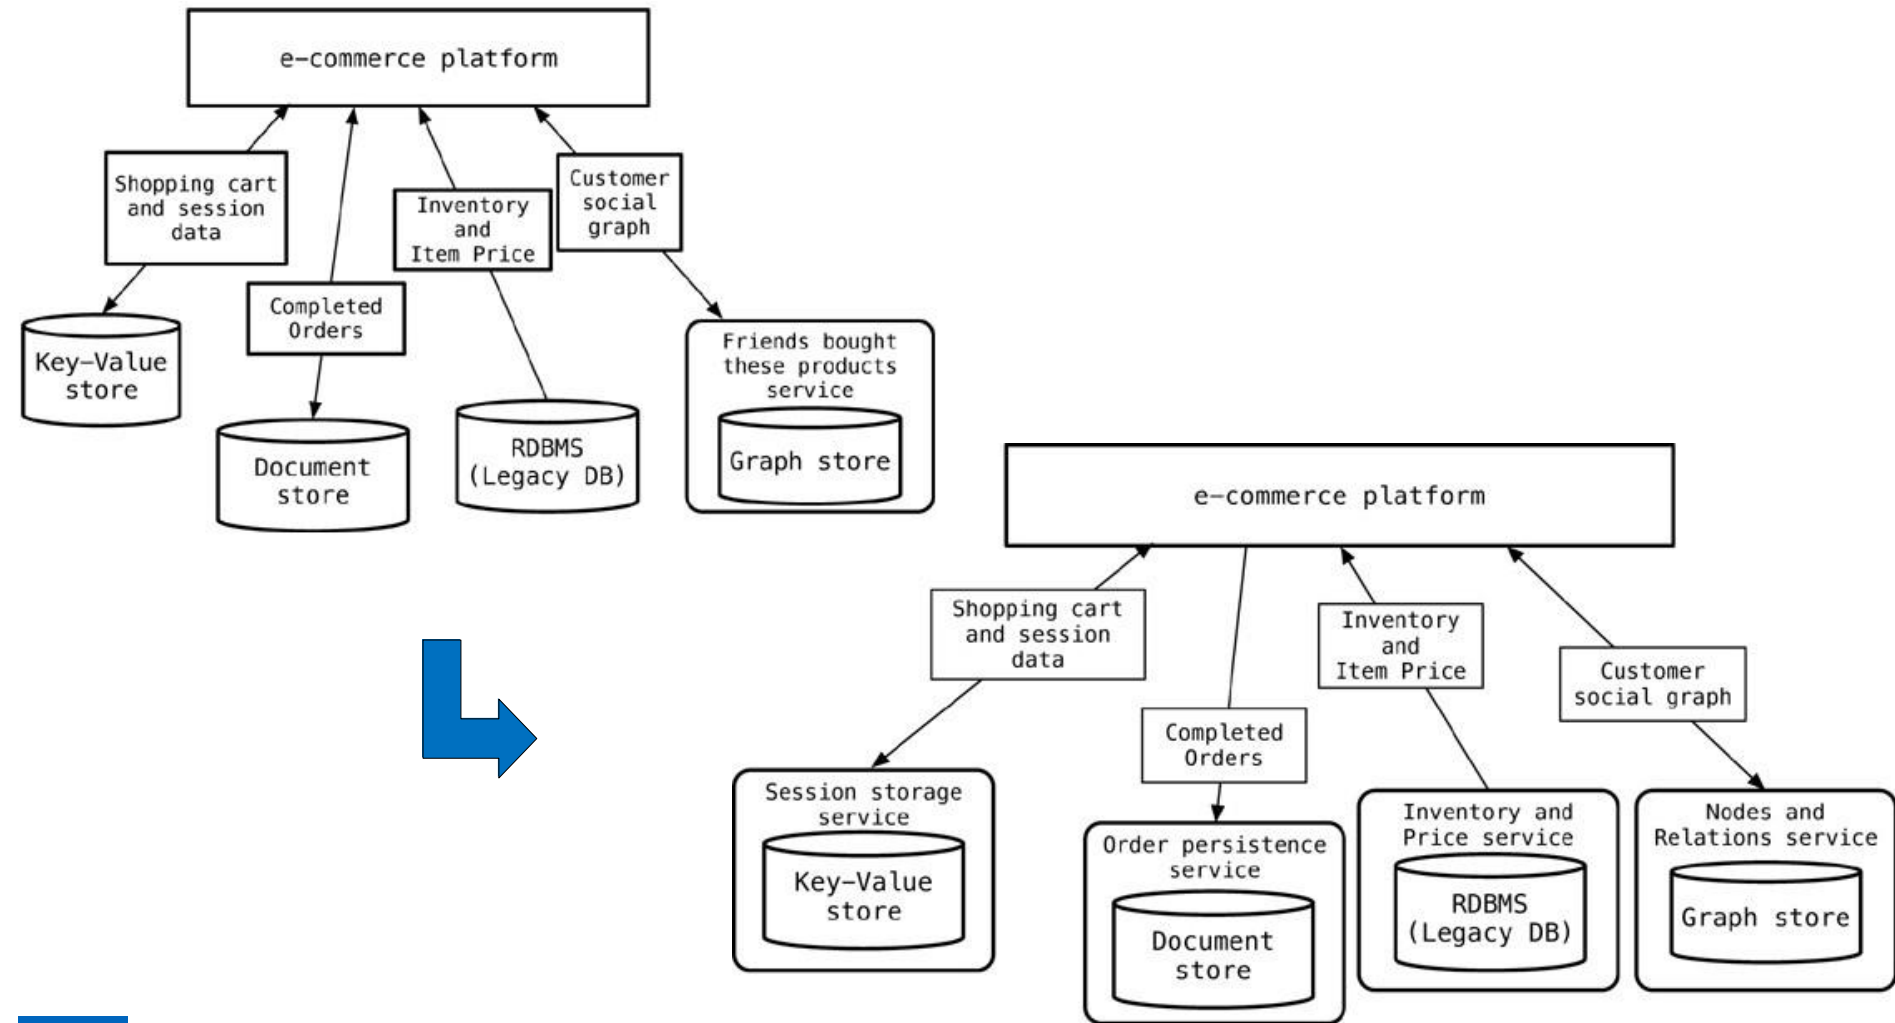 e-commerce platform
Shopping cart
and session
data
Completed
Orders
Inventory
and
Item Price
Customer
social
graph
Key-Value
store
Document
store
RDBMS
(Legacy DB)
Friends bought
these products
service
Graph store
e-commerce platform
Shopping cart
and session
data
Completed
Orders
Inventory
and
Item Price
Customer
social graph
Session storage
service
Key-Value
store
Order persistence
service
Document
store
Inventory and
Price service
RDBMS
(Legacy DB)
Nodes and
Relations service
Graph store